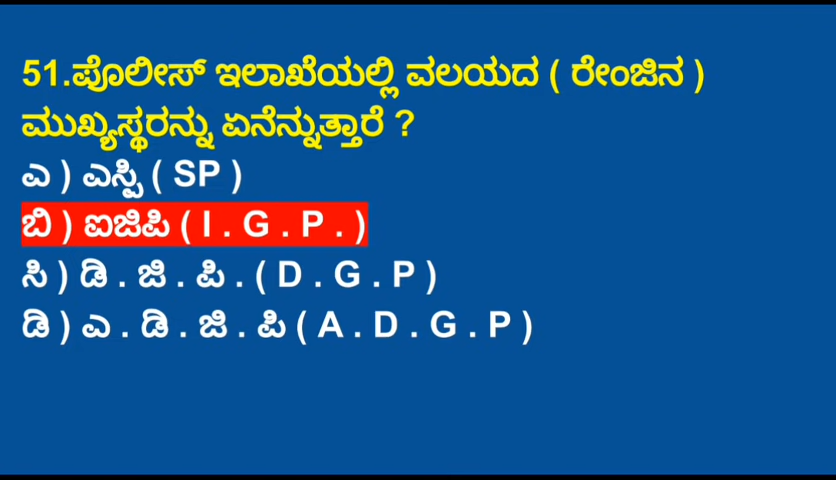 51.ಪೊಲೀಸ್ ಇಲಾಖೆಯಲ್ಲಿ ವಲಯದ ( ರೇಂಜಿನ )
ಮುಖ್ಯಸ್ಥರನ್ನು ಏನೆನ್ನುತ್ತಾರೆ ?
ಎ ) ಎಸ್ಪಿ ( SP )
ಬಿ ) ಐಜಿಪಿ ( I . G . P . )
ಸಿ ) ಡಿ . ಜಿ . ಪಿ . ( D . G . P )
ಡಿ ) ಎ . ಡಿ . ಜಿ . ಪಿ ( A . D . G . P )